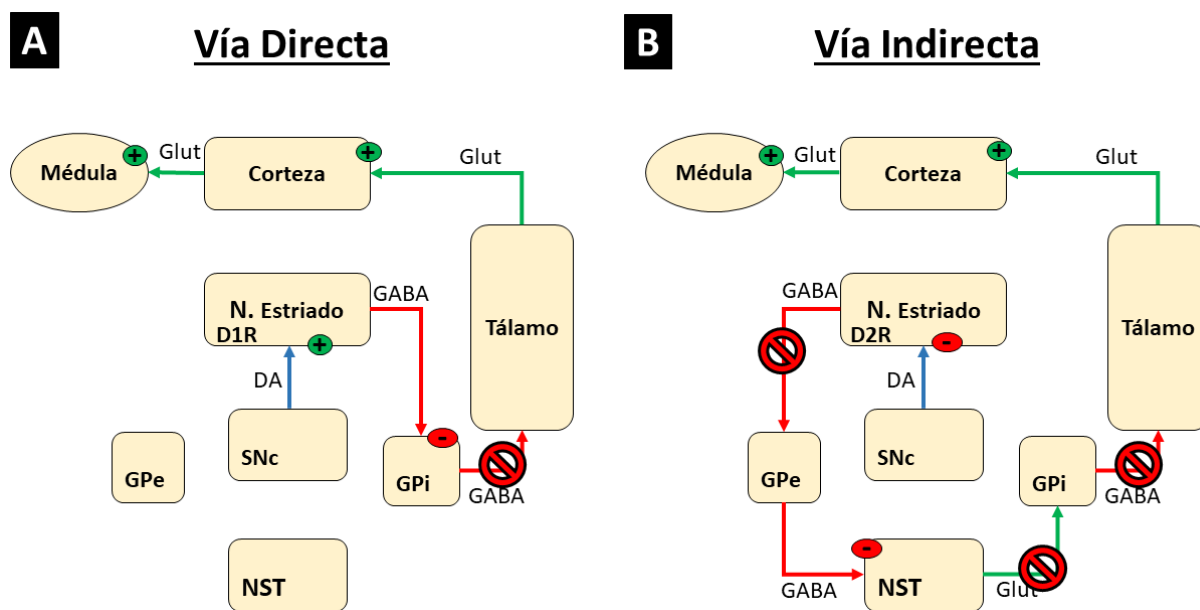 A
Vía Directa
Médula
+
Glut
Corteza
+
Glut
N. Estriado
D1R
+
GABA
Tálamo
DA
GPe
SNc
-
GPi
GABA
NST
B
Vía Indirecta
Médula
+
Glut
Corteza
+
Glut
GABA
N. Estriado
D2R
-
Tálamo
DA
GPe
SNc
GPi
GABA
-
NST
GABA
Glut